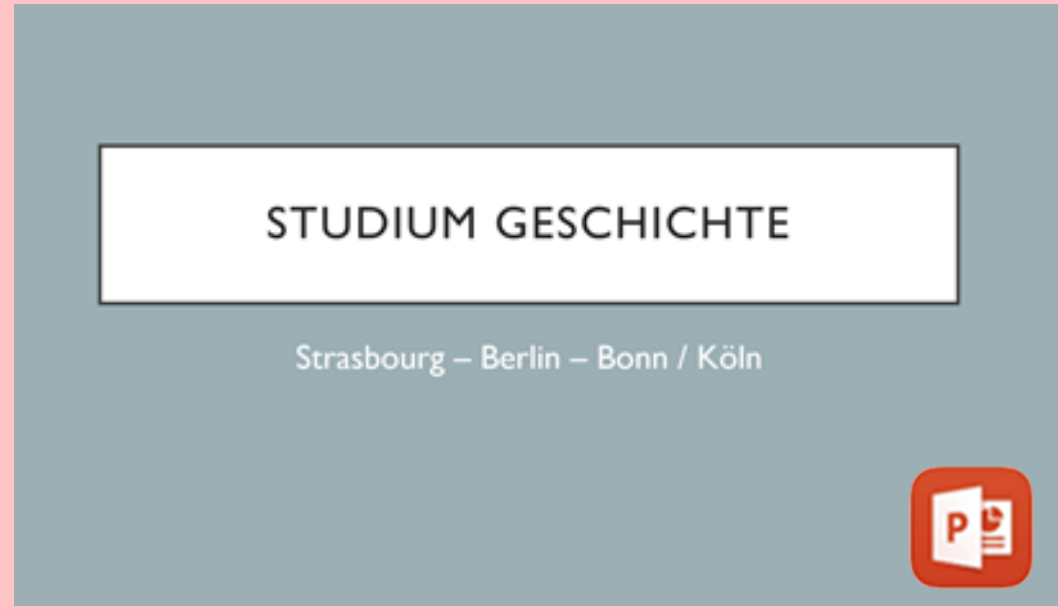 STUDIUM GESCHICHTE
Strasbourg – Berlin – Bonn / Köln
P